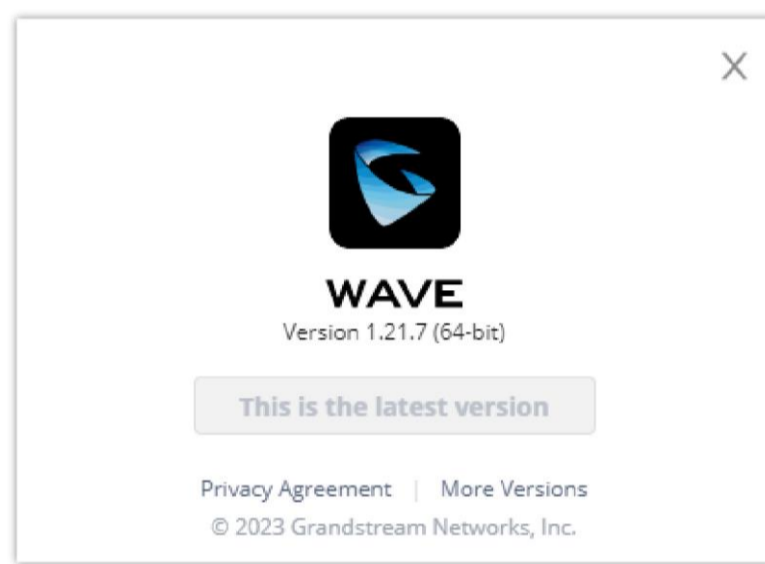 WAVE
Version 1.21.7 (64-bit)
This is the latest version
Privacy Agreement | More Versions
© 2023 Grandstream Networks, Inc.